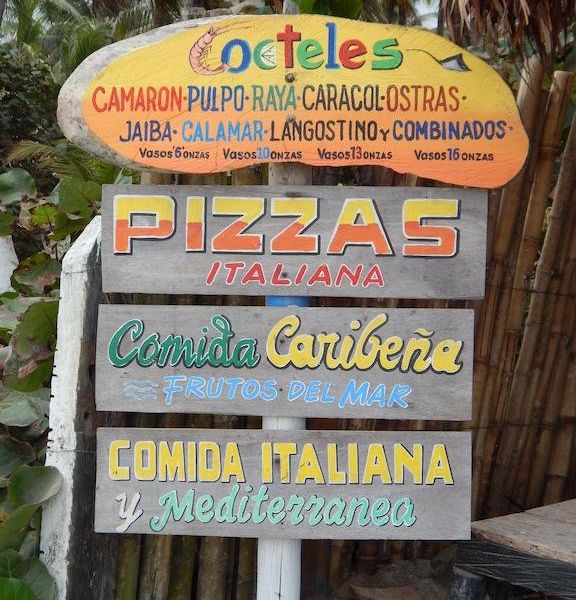 Cocteles
CAMARON·PULPO·RAYA·CARACOL·OSTRAS·
JAIBA·CALAMAR·LANGOSTINO Y COMBINADOS·
VASOS '6' ONZAS VASOS 10 ONZAS VASOS 13 ONZAS VASOS 16 ONZAS
PIZZAS
ITALIANA
Comida Caribeña
FRUTOS DEL MAR
COMIDA ITALIANA
y Mediterranea